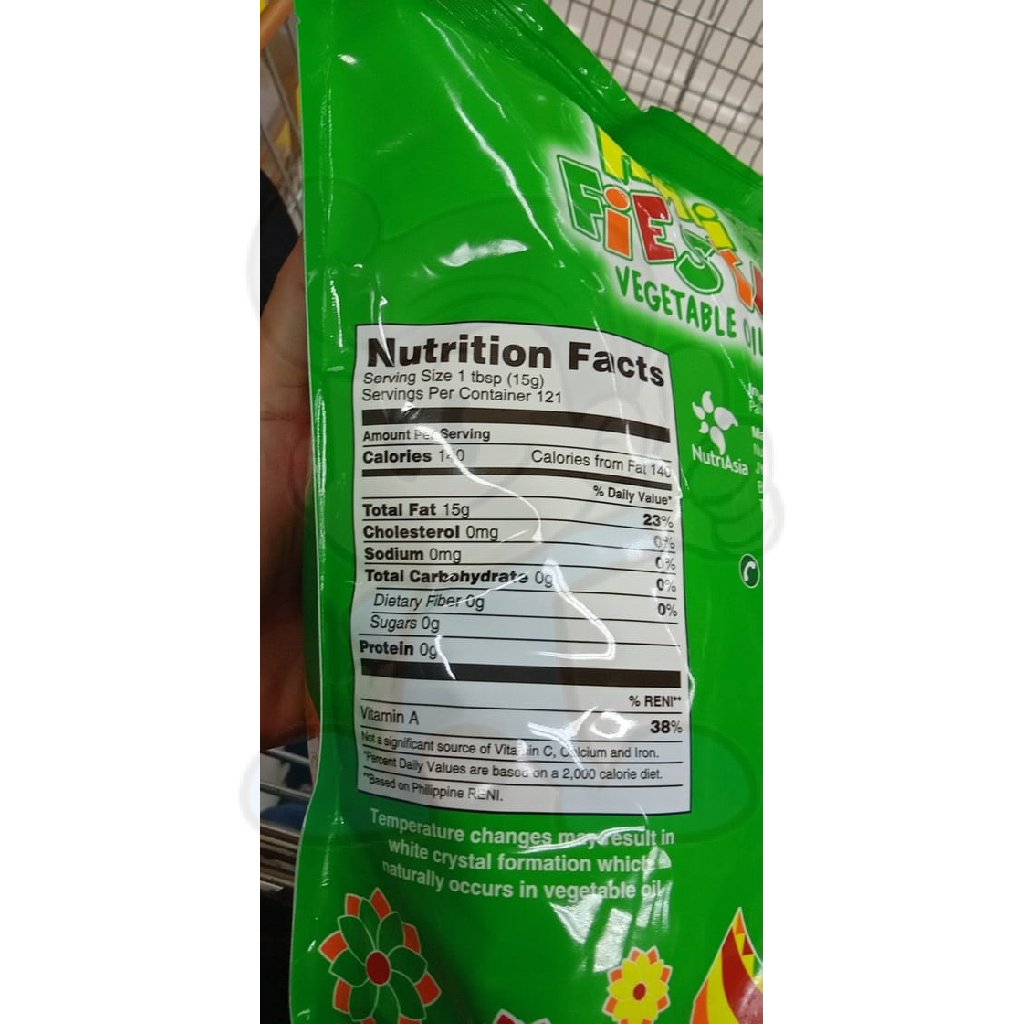 FiESTA
VEGETABLE OIL
Nutrition Facts
Serving Size 1 tbsp (15g)
Servings Per Container 121
Amount Per Serving
Calories 140 Calories from Fat 140
% Daily Value*
Total Fat 15g 23%
Cholesterol 0mg 0%
Sodium 0mg 0%
Total Carbohydrate 0g 0%
Dietary Fiber 0g 0%
Sugars 0g
Protein 0g
% RENI**
Vitamin A 38%
Not a significant source of Vitamin C, Calcium and Iron.
*Percent Daily Values are based on a 2,000 calorie diet.
**Based on Philippine RENI.
NutriAsia
Temperature changes may result in
white crystal formation which
naturally occurs in vegetable oil.